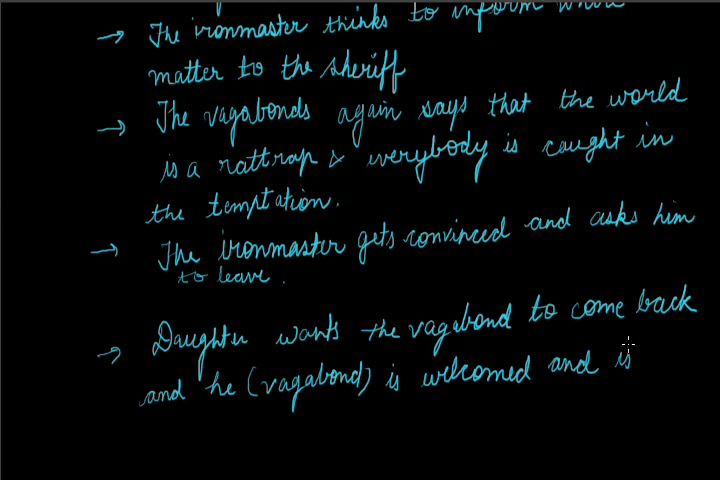 → The ironmaster thinks to inform whole
matter to the sheriff
→ The vagabonds again says that the world
is a rattrap & everybody is caught in
the temptation.
→ The ironmaster gets convinced and asks him
to leave.
→ Daughter wants the vagabond to come back
and he (vagabond) is welcomed and is